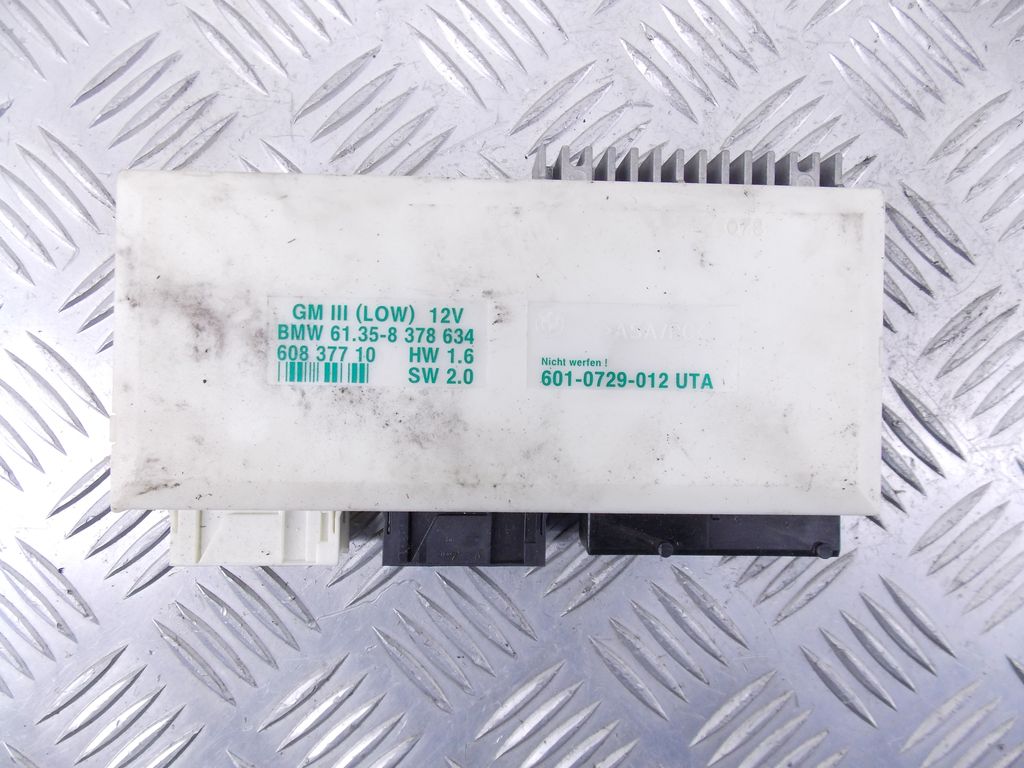 078
GM III (LOW) 12V
BMW 61.35-8 378 634
608 377 10 HW 1.6
SW 2.0
Nicht werfen !
601-0729-012 UTA